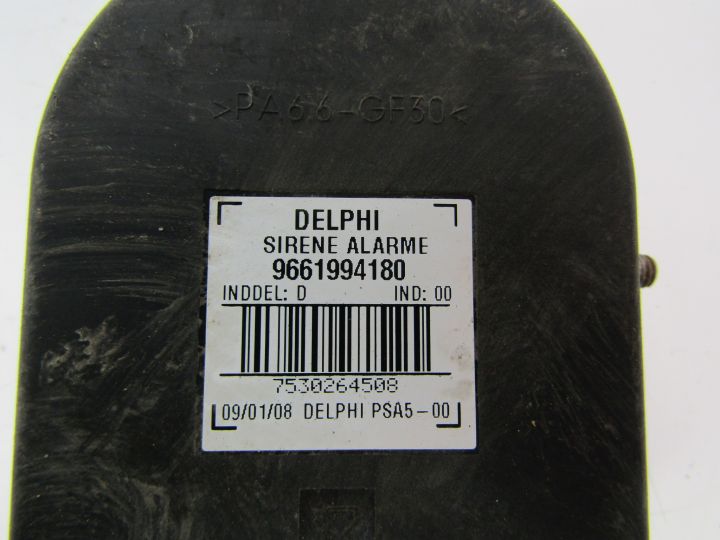 >PA66-GF30<
DELPHI
SIRENE ALARME
9661994180
INDDEL: D IND: 00
7530264508
09/01/08 DELPHI PSA5-00